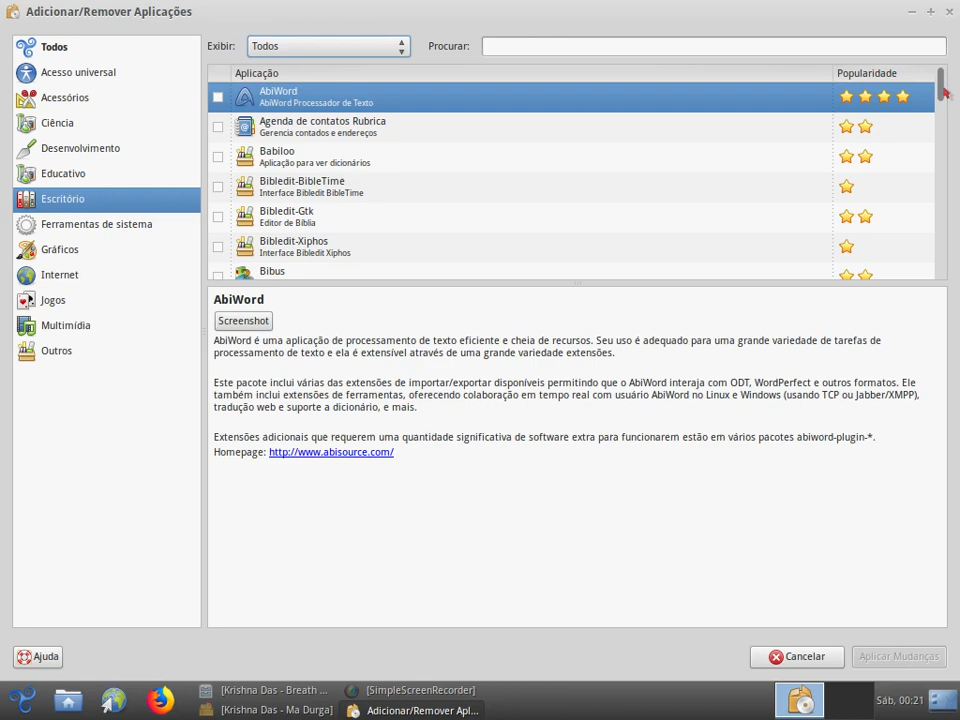 Adicionar/Remover Aplicações
Todos
Acesso universal
Acessórios
Ciência
Desenvolvimento
Educativo
Escritório
Ferramentas de sistema
Gráficos
Internet
Jogos
Multimídia
Outros
Exibir: Todos Procurar:
Aplicação Popularidade
AbiWord
AbiWord Processador de Texto
Agenda de contatos Rubrica
Gerencia contados e endereços
Babiloo
Aplicação para ver dicionários
Bibledit-BibleTime
Interface Bibledit BibleTime
Bibledit-Gtk
Editor de Bíblia
Bibledit-Xiphos
Interface Bibledit Xiphos
Bibus
AbiWord
Screenshot
AbiWord é uma aplicação de processamento de texto eficiente e cheia de recursos. Seu uso é adequado para uma grande variedade de tarefas de
processamento de texto e ela é extensível através de uma grande variedade extensões.
Este pacote inclui várias das extensões de importar/exportar disponíveis permitindo que o AbiWord interaja com ODT, WordPerfect e outros formatos. Ele
também inclui extensões de ferramentas, oferecendo colaboração em tempo real com usuário AbiWord no Linux e Windows (usando TCP ou Jabber/XMPP),
tradução web e suporte a dicionário, e mais.
Extensões adicionais que requerem uma quantidade significativa de software extra para funcionarem estão em vários pacotes abiword-plugin-*.
Homepage: http://www.abisource.com/
Ajuda
Cancelar
Aplicar Mudanças
[Krishna Das - Breath ...
[SimpleScreenRecorder]
[Krishna Das - Ma Durga]
Adicionar/Remover Apl...
Sáb, 00:21